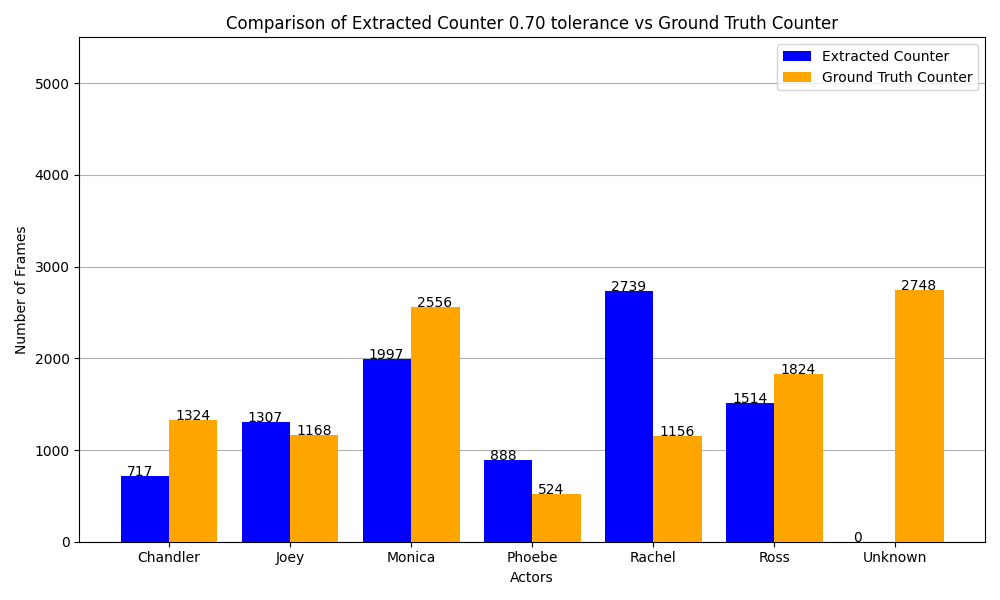 Comparison of Extracted Counter 0.70 tolerance vs Ground Truth Counter
Extracted Counter
Ground Truth Counter
Number of Frames
5000
4000
3000
2000
1000
0
717
1324
1307
1168
1997
2556
888
524
2739
1156
1514
1824
0
2748
Chandler
Joey
Monica
Phoebe
Rachel
Ross
Unknown
Actors